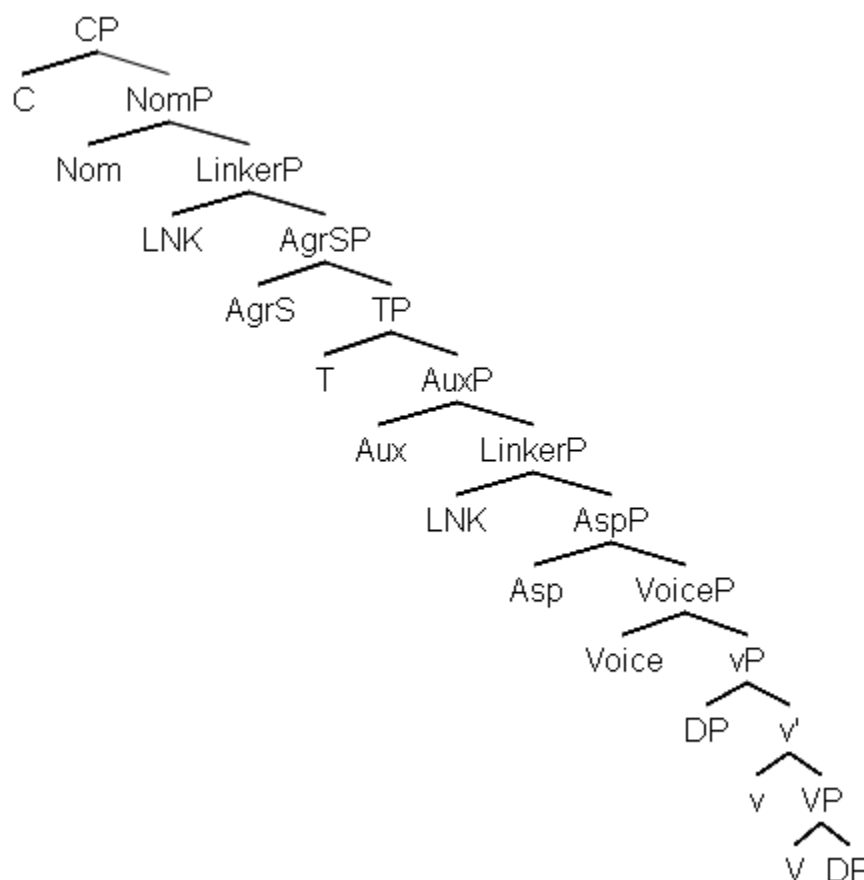 CP
C NomP
Nom LinkerP
LNK AgrSP
AgrS TP
T AuxP
Aux LinkerP
LNK AspP
Asp VoiceP
Voice vP
DP v'
v VP
V DP